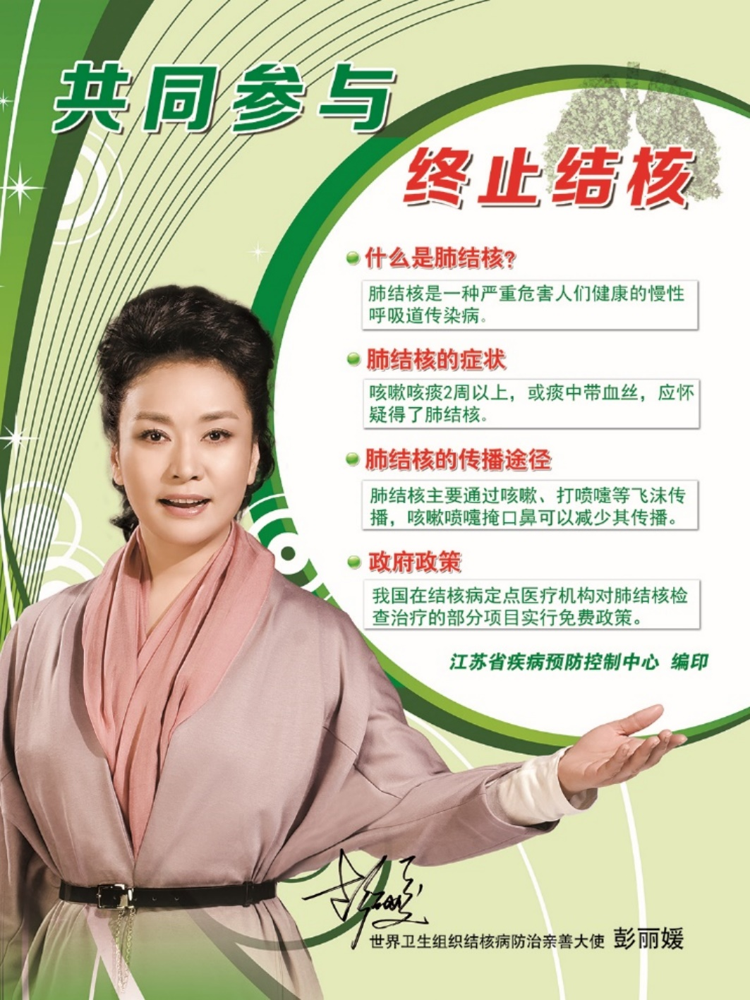 共同参与
终止结核
什么是肺结核?
肺结核是一种严重危害人们健康的慢性
呼吸道传染病。
肺结核的症状
咳嗽咳痰2周以上，或痰中带血丝，应怀
疑得了肺结核。
肺结核的传播途径
肺结核主要通过咳嗽、打喷嚏等飞沫传
播，咳嗽喷嚏掩口鼻可以减少其传播。
政府政策
我国在结核病定点医疗机构对肺结核检
查治疗的部分项目实行免费政策。
江苏省疾病预防控制中心 编印
世界卫生组织结核病防治亲善大使 彭丽媛